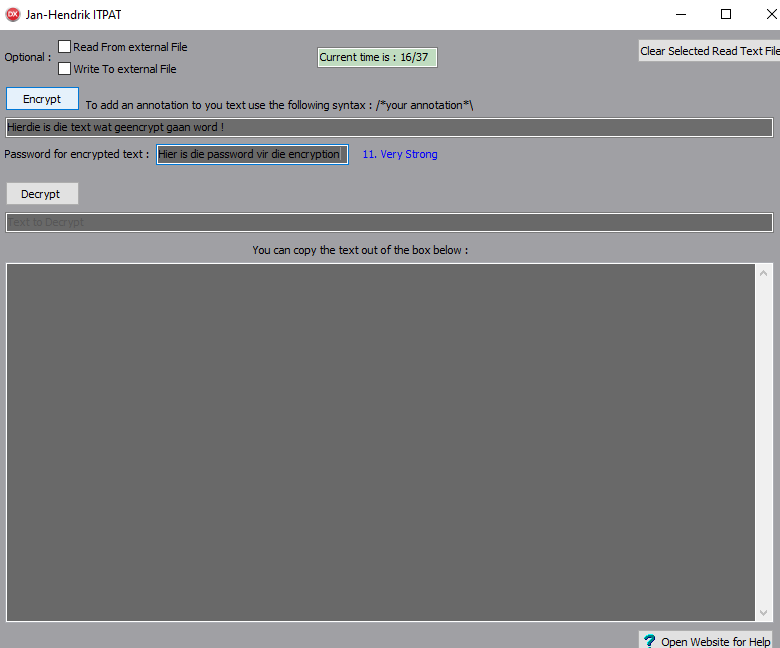 DX Jan-Hendrik ITPAT
Optional :
Read From external File
Write To external File
Current time is : 16/37
Clear Selected Read Text File
Encrypt
To add an annotation to you text use the following syntax : /*your annotation*\
Hierdie is die text wat geencrypt gaan word !
Password for encrypted text :
Hier is die password vir die encryption
11. Very Strong
Decrypt
Text to Decrypt
You can copy the text out of the box below :
? Open Website for Help